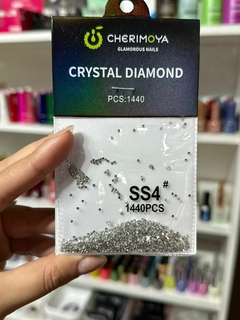 CHERIMOYA
GLAMOROUS NAILS
CRYSTAL DIAMOND
PCS:1440
SS4#
1440PCS